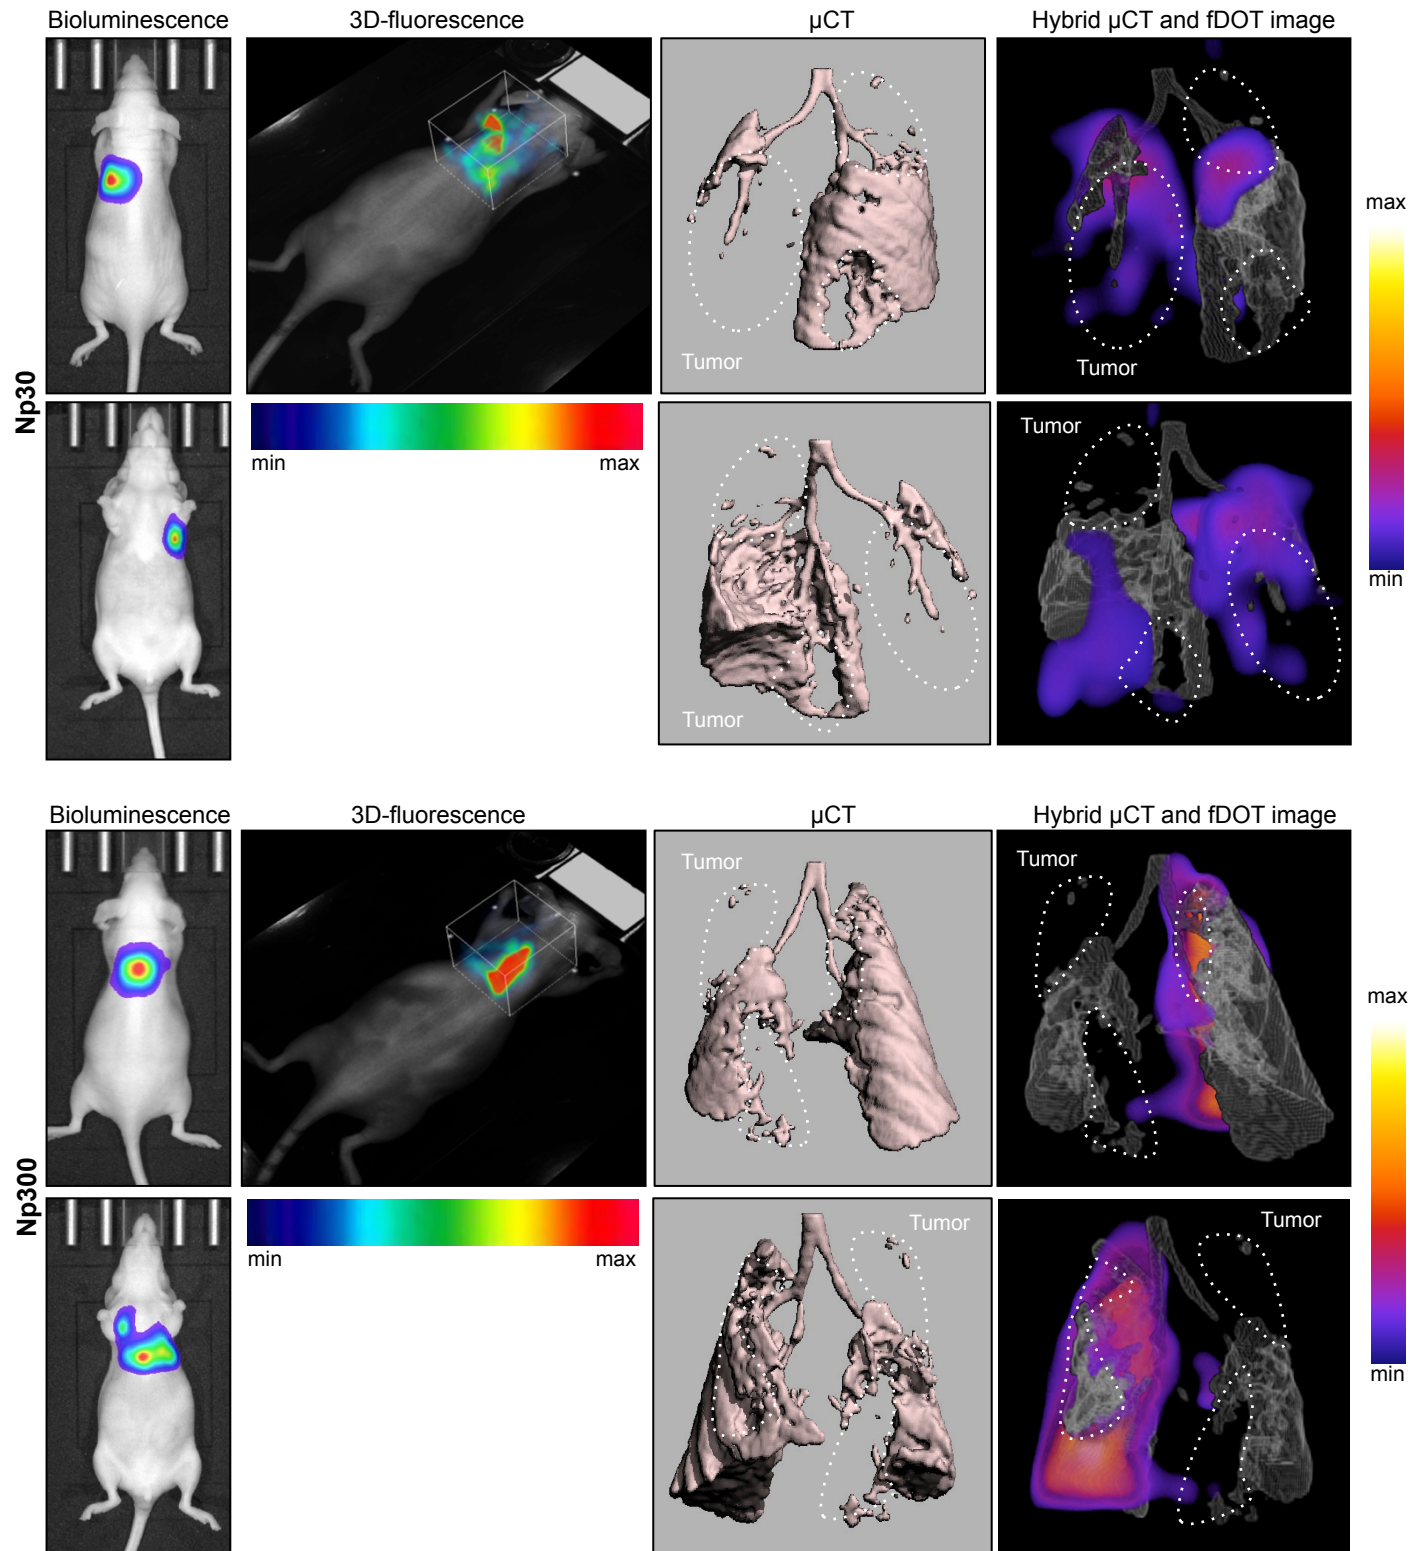 Bioluminescence 3D-fluorescence µCT Hybrid µCT and fDOT image
Np30
Tumor
Tumor
max
min
min max
Tumor
Tumor
Bioluminescence 3D-fluorescence µCT Hybrid µCT and fDOT image
Np300
Tumor
Tumor
max
min
min max
Tumor
Tumor